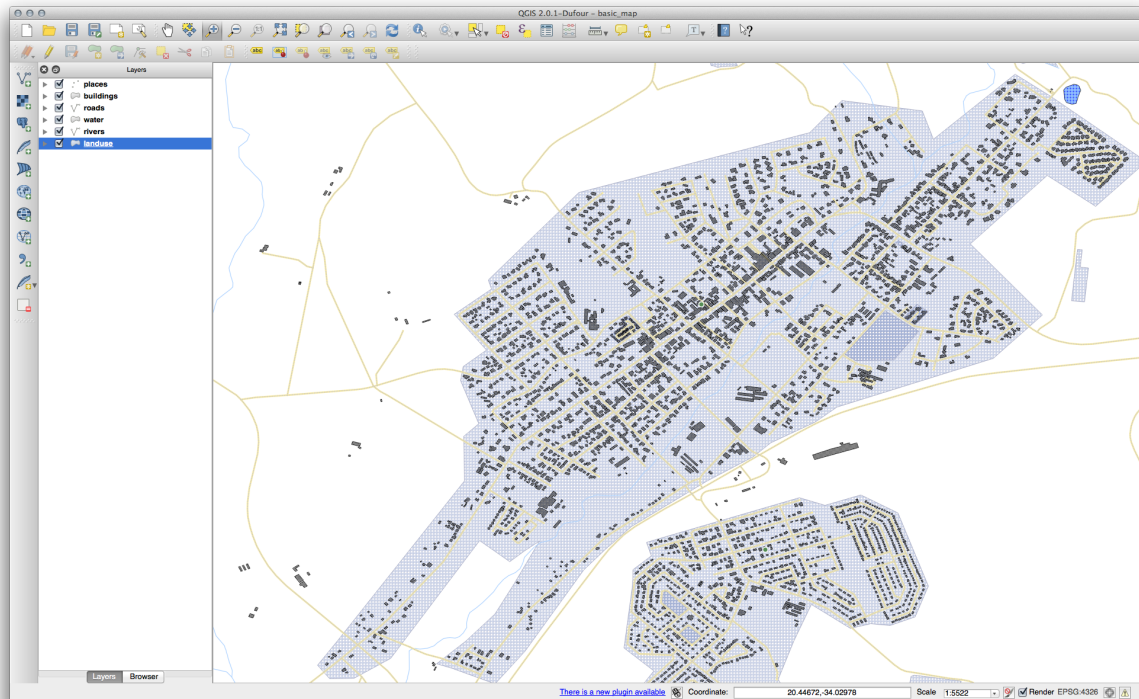 QGIS 2.0.1-Dufour - basic_map
Layers
places
buildings
roads
water
rivers
landuse
Layers Browser
There is a new plugin available Coordinate: 20.44672,-34.02978 Scale 1:5522 Render EPSG:4326